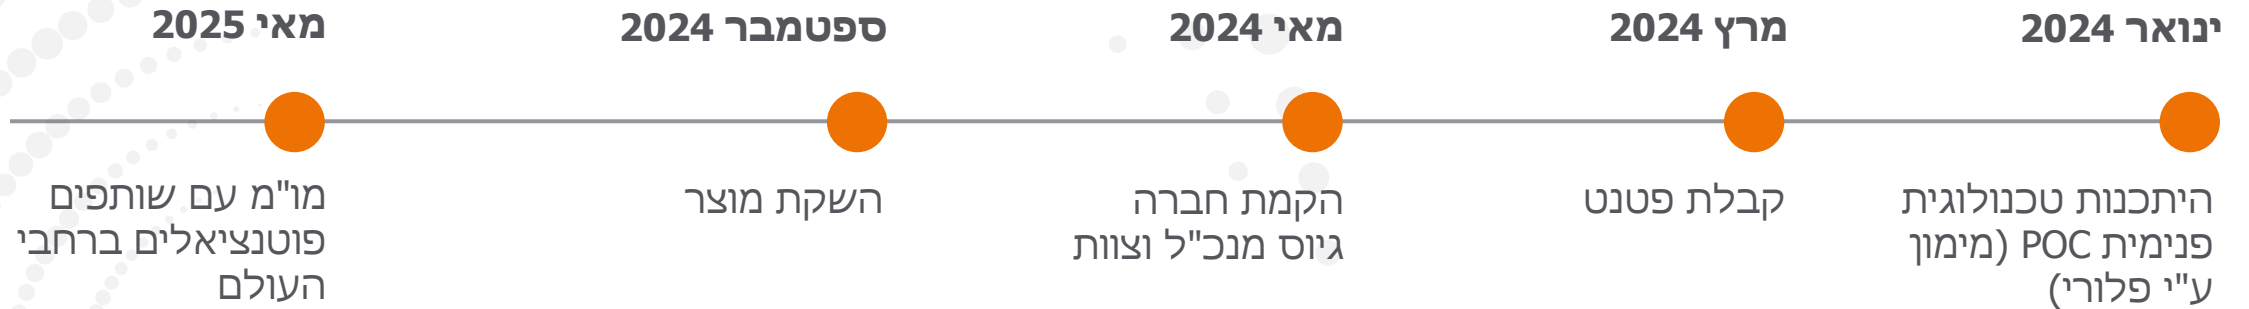 ינואר 2024
היתכנות טכנולוגית
פנימית POC (מימון
ע"י פלורי)
מרץ 2024
קבלת פטנט
מאי 2024
הקמת חברה
גיוס מנכ"ל וצוות
ספטמבר 2024
השקת מוצר
מאי 2025
מו"מ עם שותפים
פוטנציאלים ברחבי
העולם